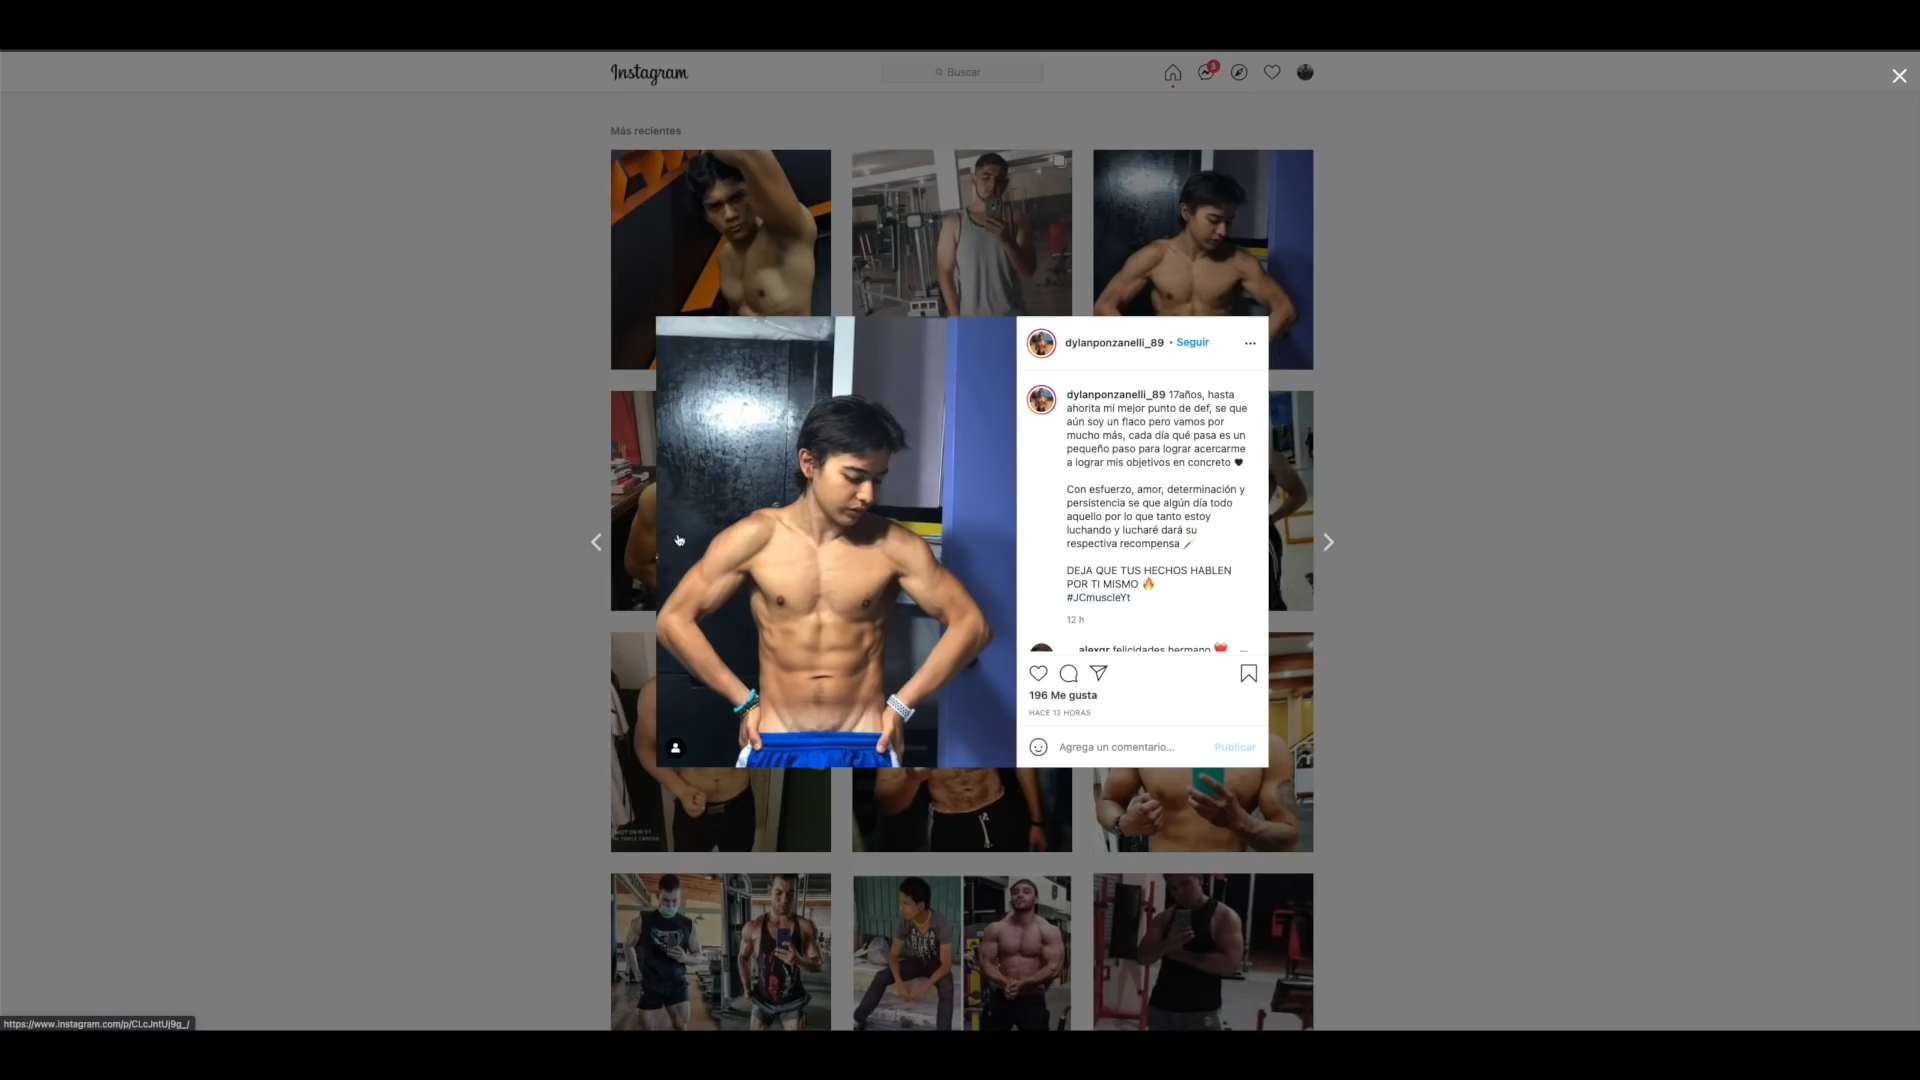 Instagram
Buscar
3
Más recientes
dylanponzanelli_89 • Seguir
dylanponzanelli_89 17años, hasta
ahorita mi mejor punto de def, se que
aún soy un flaco pero vamos por
mucho más, cada día qué pasa es un
pequeño paso para lograr acercarme
a lograr mis objetivos en concreto 🖤
Con esfuerzo, amor, determinación y
persistencia se que algún día todo
aquello por lo que tanto estoy
luchando y lucharé dará su
respectiva recompensa
DEJA QUE TUS HECHOS HABLEN
POR TI MISMO 🔥
#JCmuscleYt
12 h
alexgr felicidades hermano ❤️
196 Me gusta
HACE 12 HORAS
Agrega un comentario... Publicar
https://www.instagram.com/p/CLcJntUj9g_/